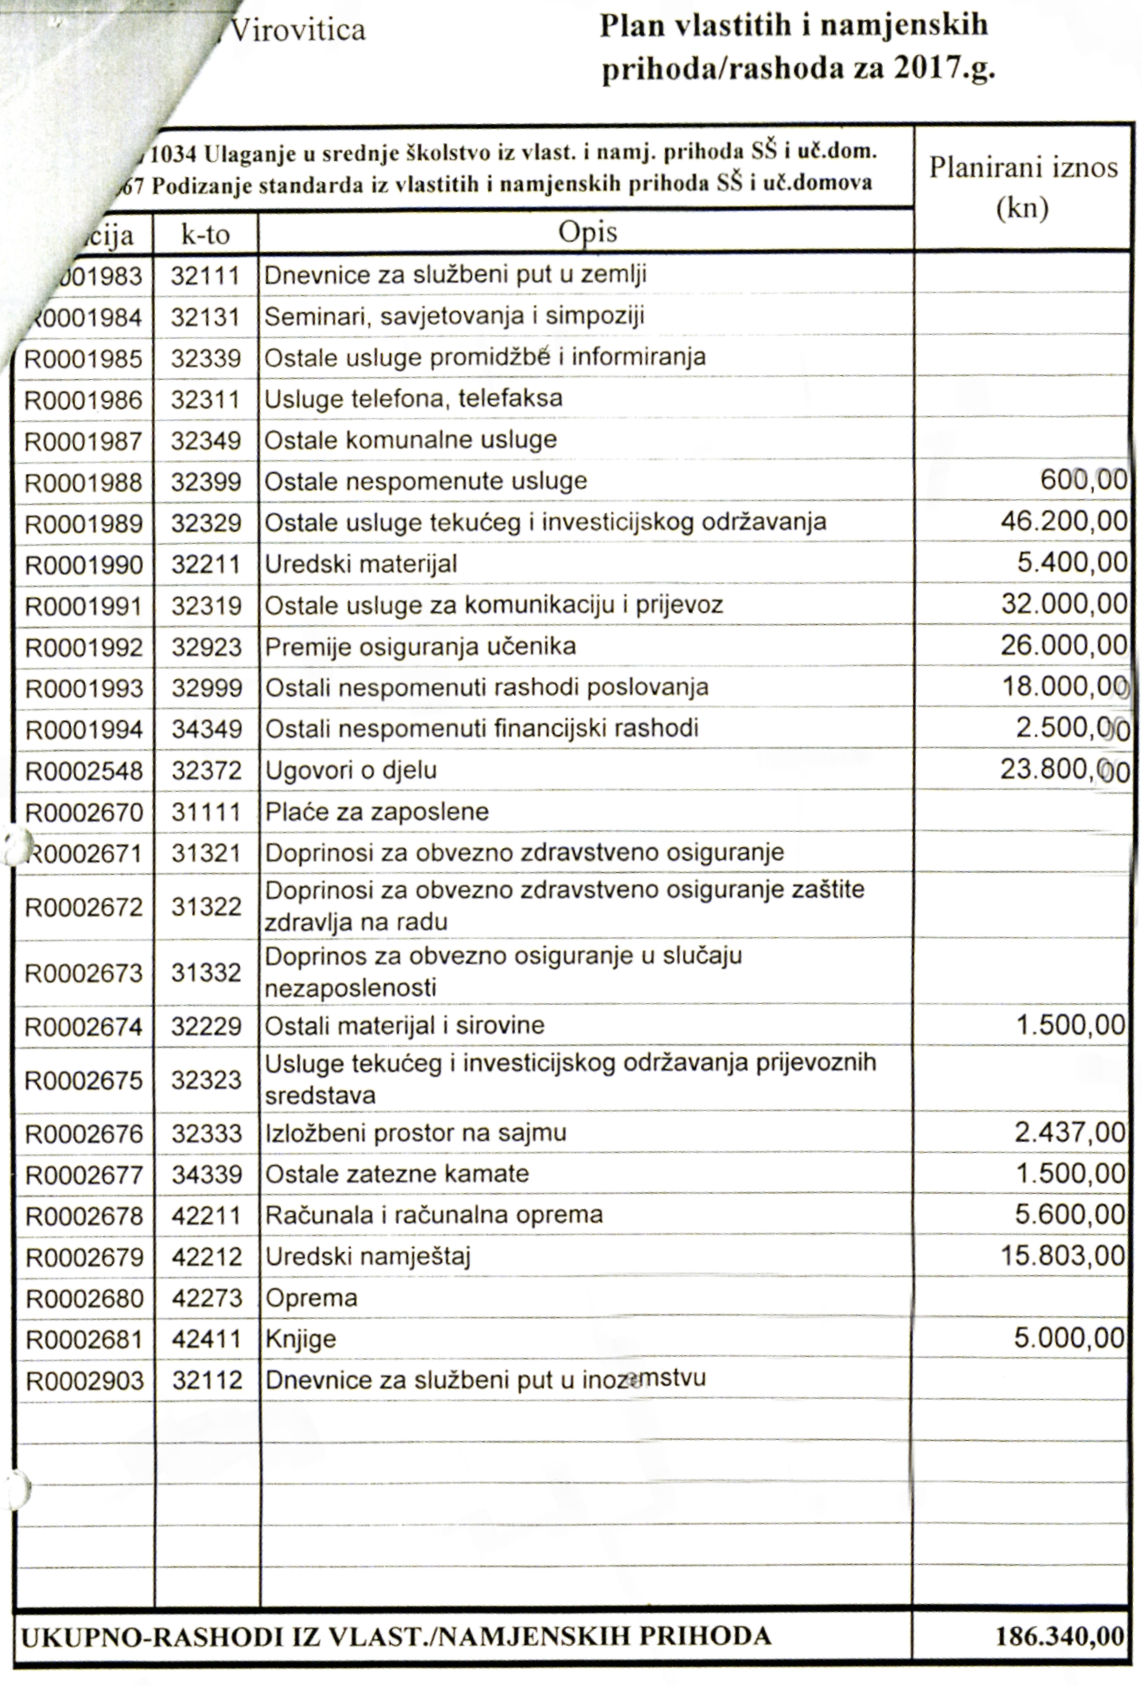 , Virovitica
Plan vlastitih i namjenskih
prihoda/rashoda za 2017.g.
1034 Ulaganje u srednje školstvo iz vlast. i namj. prihoda SŠ i uč.dom.
67 Podizanje standarda iz vlastitih i namjenskih prihoda SŠ i uč.domova
Planirani iznos
(kn)
cija k-to Opis
001983 32111 Dnevnice za službeni put u zemlji
R0001984 32131 Seminari, savjetovanja i simpoziji
R0001985 32339 Ostale usluge promidžbe i informiranja
R0001986 32311 Usluge telefona, telefaksa
R0001987 32349 Ostale komunalne usluge
R0001988 32399 Ostale nespomenute usluge 600,00
R0001989 32329 Ostale usluge tekućeg i investicijskog održavanja 46.200,00
R0001990 32211 Uredski materijal 5.400,00
R0001991 32319 Ostale usluge za komunikaciju i prijevoz 32.000,00
R0001992 32923 Premije osiguranja učenika 26.000,00
R0001993 32999 Ostali nespomenuti rashodi poslovanja 18.000,00
R0001994 34349 Ostali nespomenuti financijski rashodi 2.500,00
R0002548 32372 Ugovori o djelu 23.800,00
R0002670 31111 Plaće za zaposlene
R0002671 31321 Doprinosi za obvezno zdravstveno osiguranje
R0002672 31322 Doprinosi za obvezno zdravstveno osiguranje zaštite
zdravlja na radu
R0002673 31332 Doprinos za obvezno osiguranje u slučaju
nezaposlenosti
R0002674 32229 Ostali materijal i sirovine 1.500,00
R0002675 32323 Usluge tekućeg i investicijskog održavanja prijevoznih
sredstava
R0002676 32333 Izložbeni prostor na sajmu 2.437,00
R0002677 34339 Ostale zatezne kamate 1.500,00
R0002678 42211 Računala i računalna oprema 5.600,00
R0002679 42212 Uredski namještaj 15.803,00
R0002680 42273 Oprema
R0002681 42411 Knjige 5.000,00
R0002903 32112 Dnevnice za službeni put u inozemstvu
UKUPNO-RASHODI IZ VLAST./NAMJENSKIH PRIHODA 186.340,00